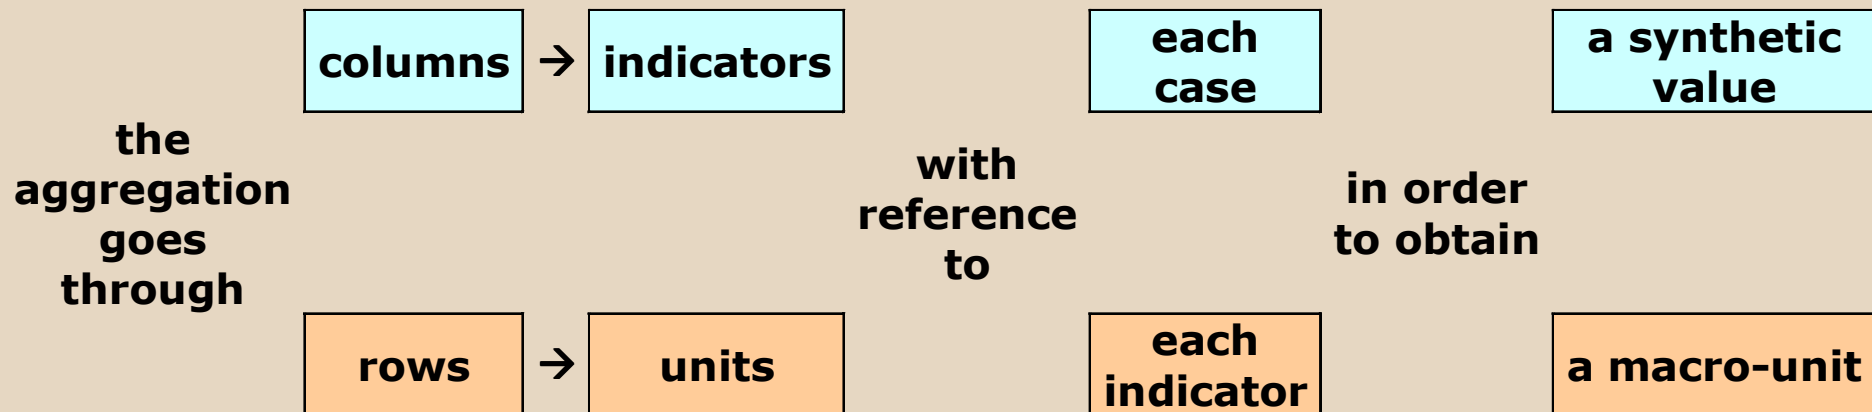 the
aggregation
goes
through
columns → indicators
rows → units
with
reference
to
each
case
each
indicator
in order
to obtain
a synthetic
value
a macro-unit